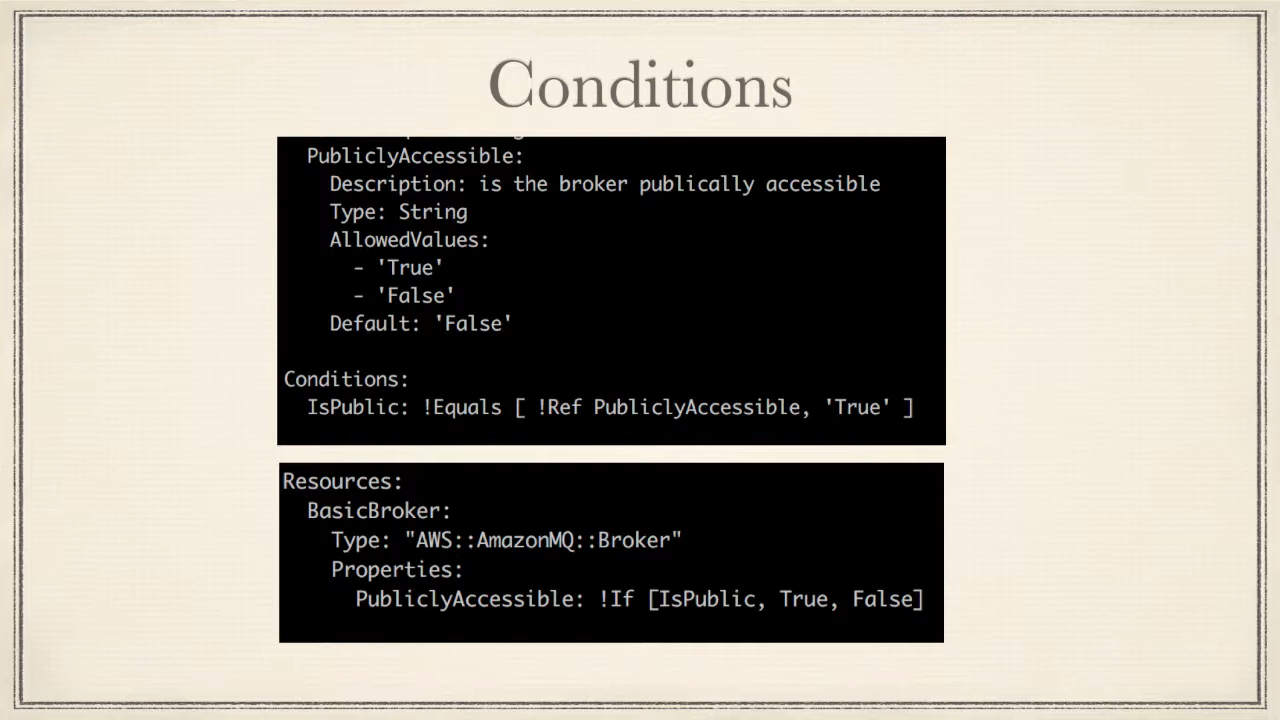 Conditions
PubliclyAccessible:
Description: is the broker publically accessible
Type: String
AllowedValues:
- 'True'
- 'False'
Default: 'False'
Conditions:
IsPublic: !Equals [ !Ref PubliclyAccessible, 'True' ]
Resources:
BasicBroker:
Type: "AWS::AmazonMQ::Broker"
Properties:
PubliclyAccessible: !If [IsPublic, True, False]